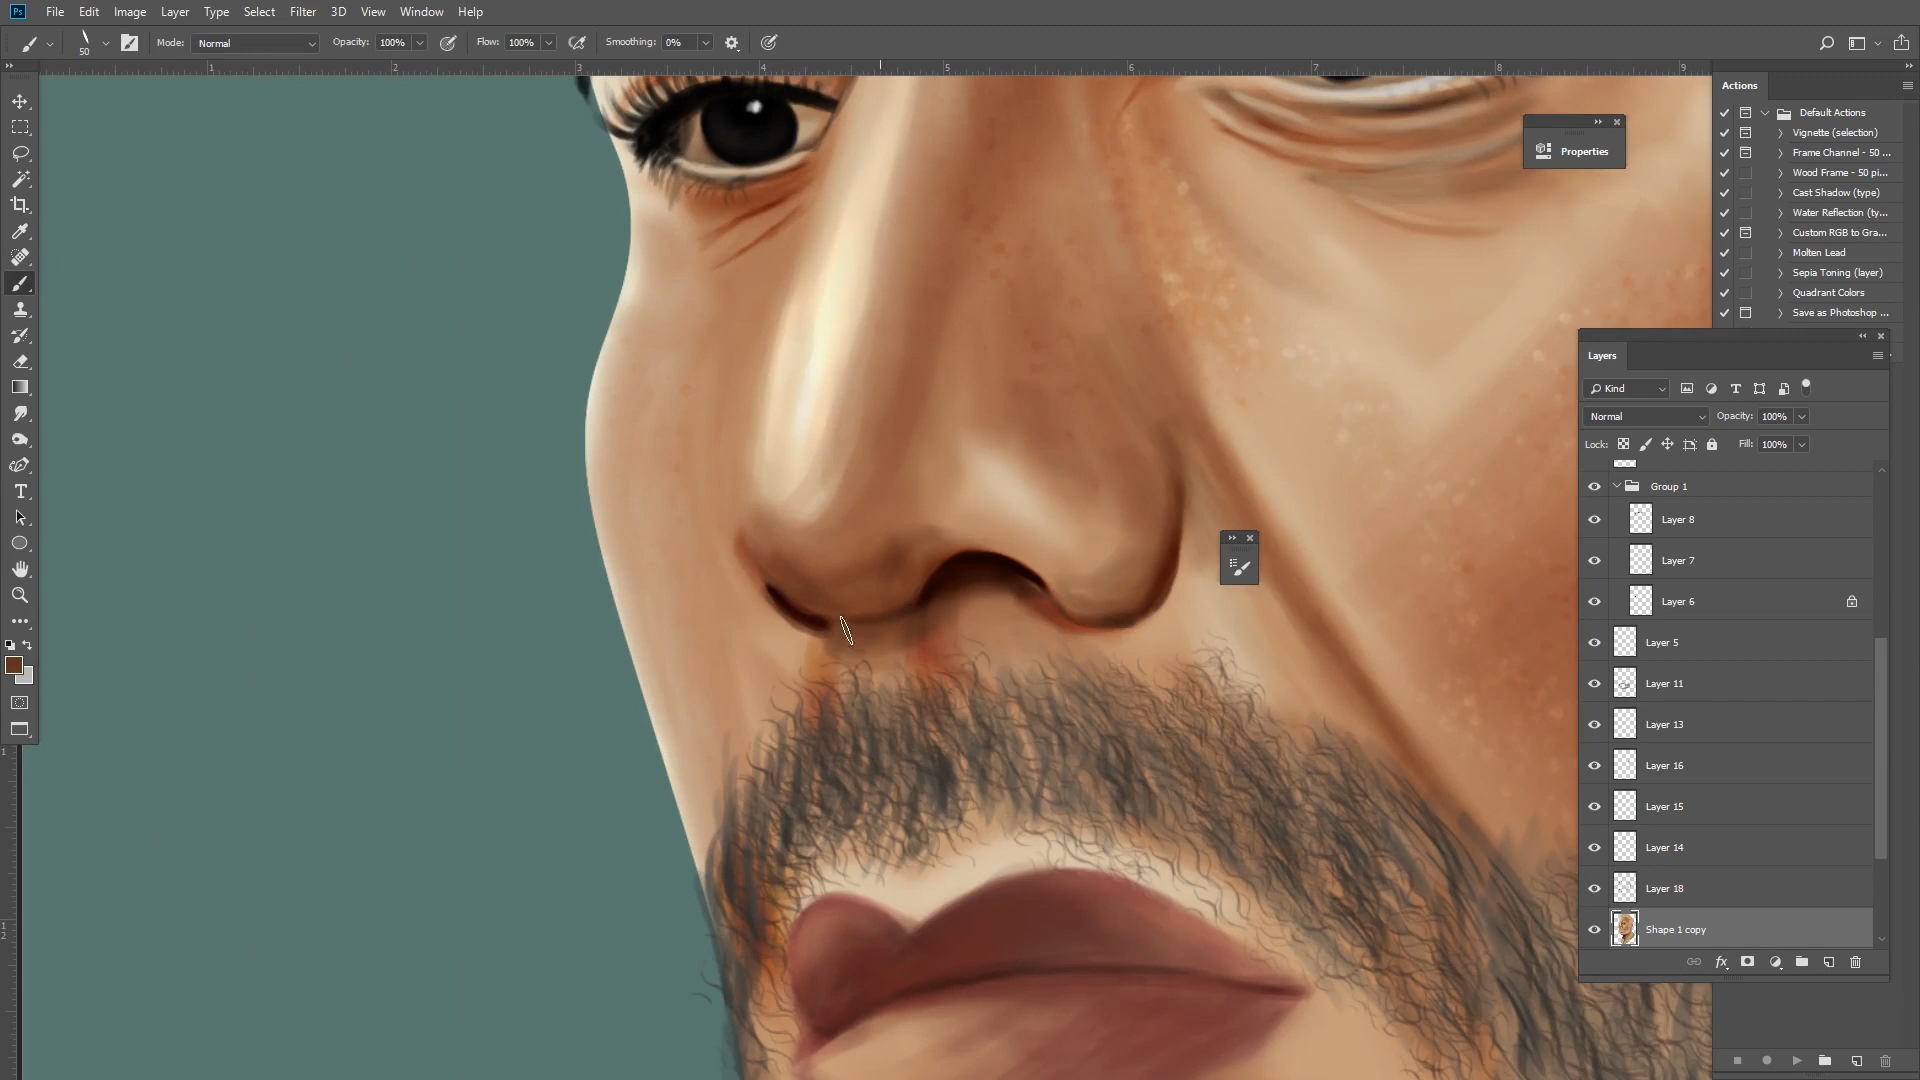 Ps File Edit Image Layer Type Select Filter 3D View Window Help
50 Mode: Normal Opacity: 100% Flow: 100% Smoothing: 0%
1 2 3 4 5 6 7 8 9
Actions
Default Actions
Vignette (selection)
Frame Channel - 50 ...
Wood Frame - 50 pi...
Cast Shadow (type)
Water Reflection (ty...
Custom RGB to Gra...
Molten Lead
Sepia Toning (layer)
Quadrant Colors
Save as Photoshop ...
Properties
Layers
Kind
Normal Opacity: 100%
Lock: Fill: 100%
Group 1
Layer 8
Layer 7
Layer 6
Layer 5
Layer 11
Layer 13
Layer 16
Layer 15
Layer 14
Layer 18
Shape 1 copy
1
1
2